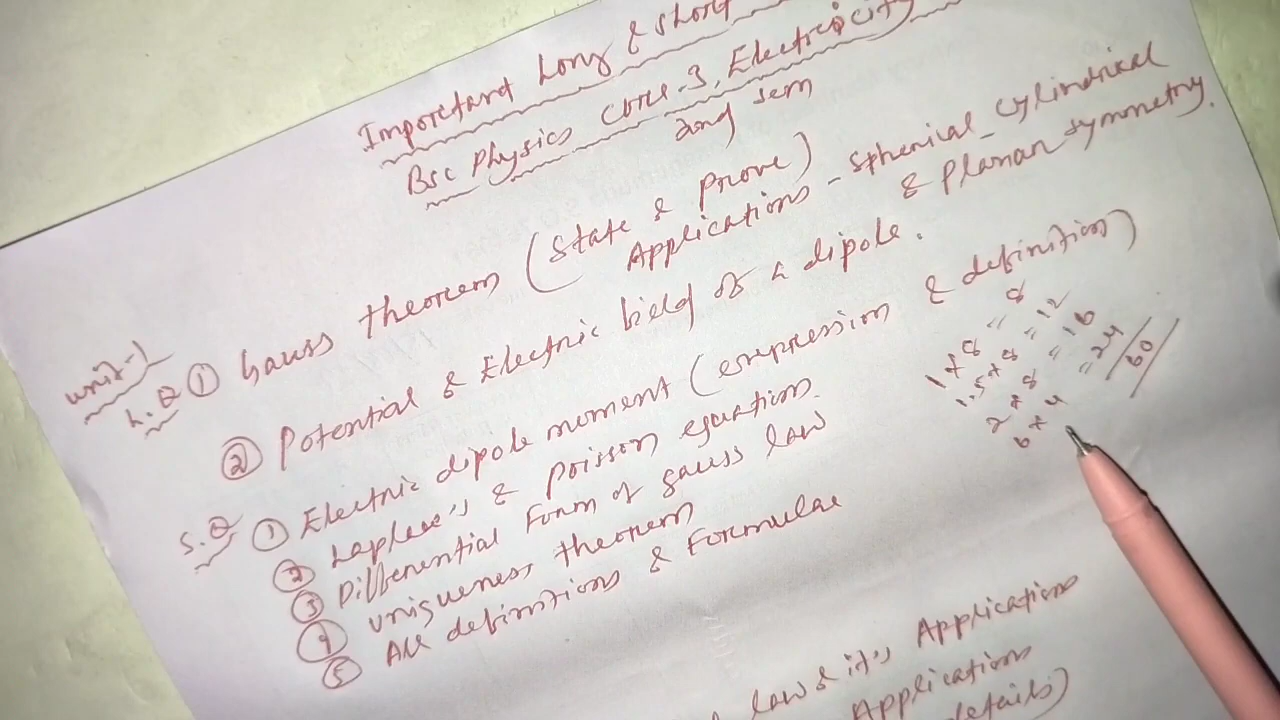 Important Long & Short
BSc Physics Core-3, Electricity
2nd sem
unit-1
L.Q ① Gauss theorem (State & Prove)
Applications - Spherical, cylindrical
& Planar symmetry.
② Potential & Electric field of a dipole.
S.Q ① Electric dipole moment (expression & definition)
② Laplace's & poisson equation.
③ Differential Form of gauss law
④ uniqueness theorem
⑤ All definitions & Formulae
1 × 8 = 8
1.5 × 8 = 12
2 × 8 = 16
6 × 4 = 24
60
law & it's Application
Application
details)